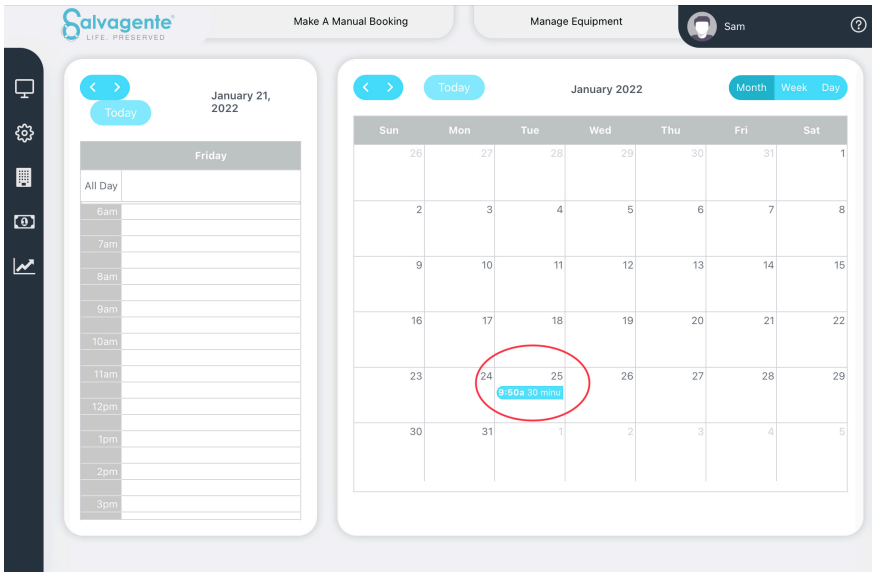 Salvagente®
LIFE. PRESERVED
Make A Manual Booking
Manage Equipment
Sam
?
January 21,
2022
Today
Friday
All Day
6am
7am
8am
9am
10am
11am
12pm
1pm
2pm
3pm
Today
January 2022
Month Week Day
Sun Mon Tue Wed Thu Fri Sat
26 27 28 29 30 31 1
2 3 4 5 6 7 8
9 10 11 12 13 14 15
16 17 18 19 20 21 22
23 24 25 26 27 28 29
9:50a 30 minu
30 31 1 2 3 4 5